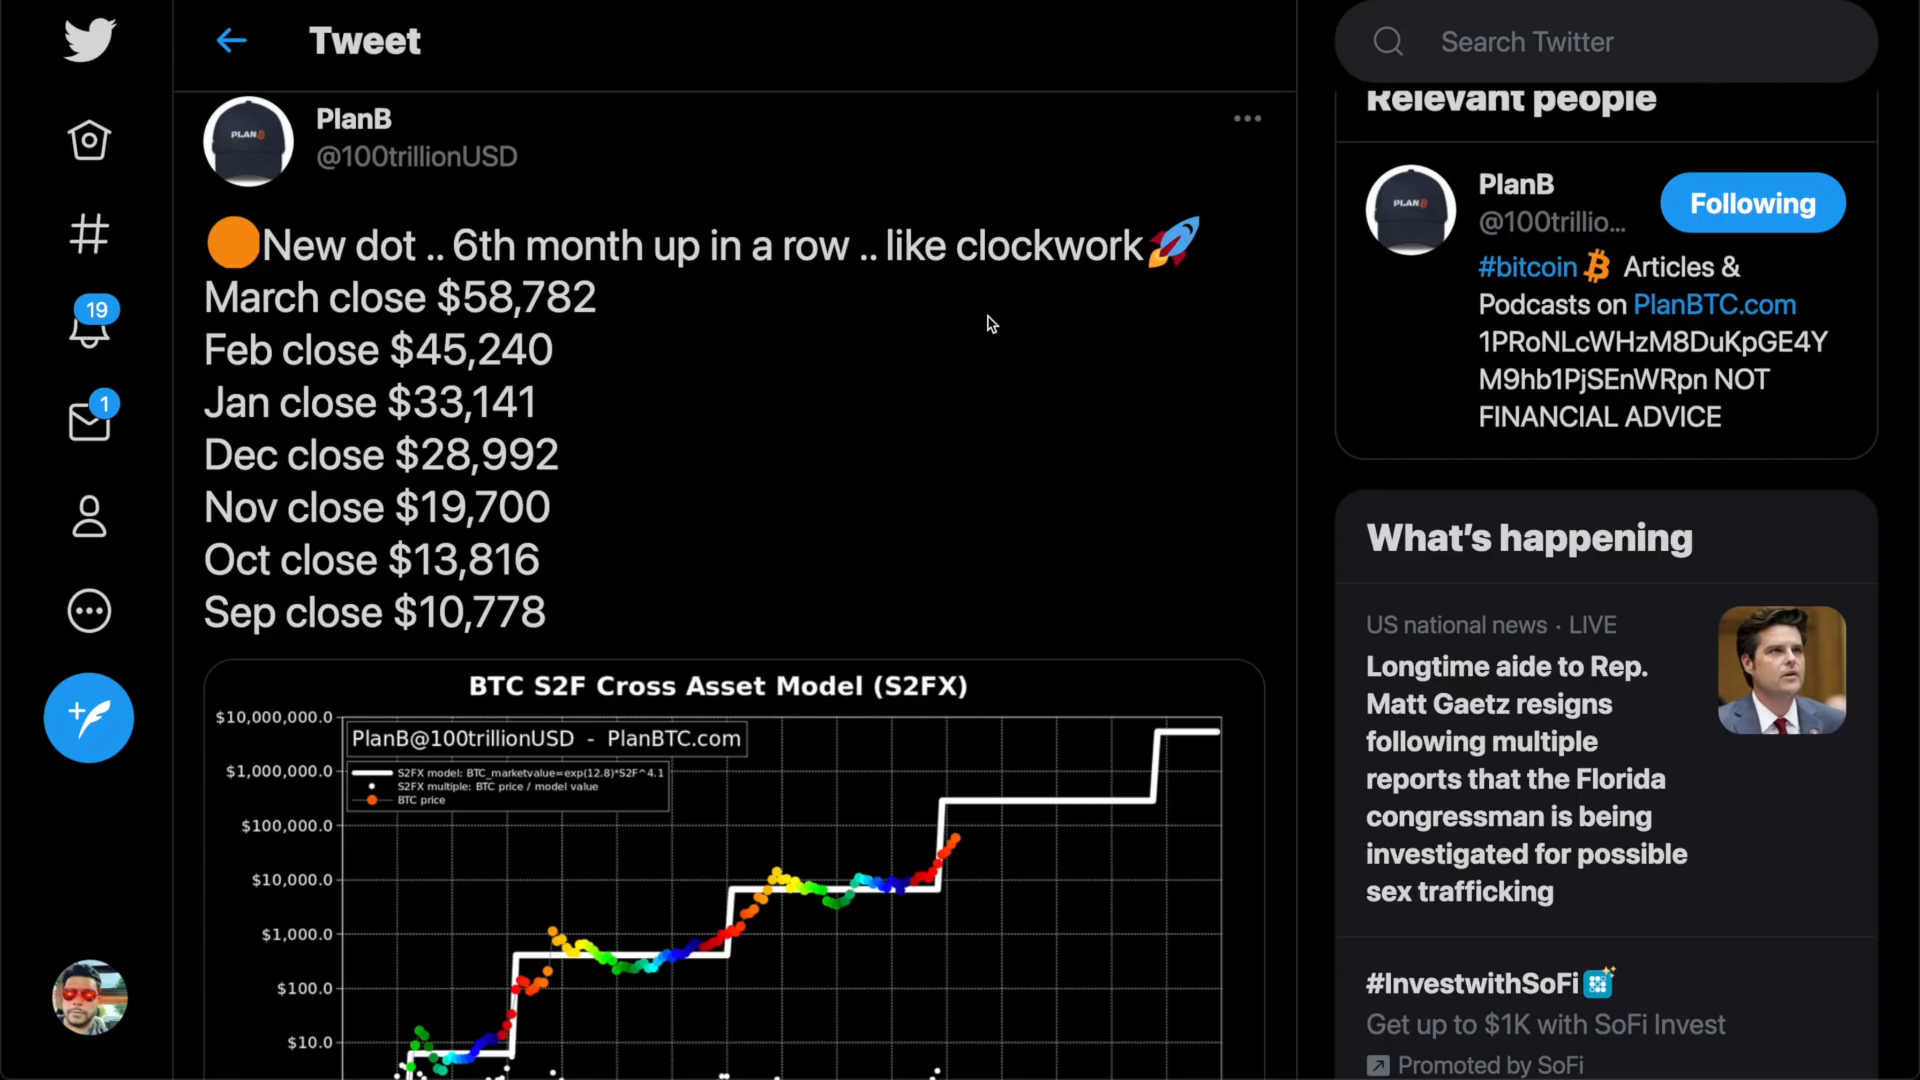 Tweet
PlanB
@100trillionUSD
New dot .. 6th month up in a row .. like clockwork
March close $58,782
Feb close $45,240
Jan close $33,141
Dec close $28,992
Nov close $19,700
Oct close $13,816
Sep close $10,778
BTC S2F Cross Asset Model (S2FX)
PlanB@100trillionUSD - PlanBTC.com
S2FX model: BTC_marketvalue=exp(12.8)*S2F^4.1
S2FX multiple: BTC price / model value
BTC price
$10,000,000.0
$1,000,000.0
$100,000.0
$10,000.0
$1,000.0
$100.0
$10.0
19
1
PLANB
Search Twitter
Relevant people
PLANB
PlanB
@100trillio...
Following
#bitcoin Articles &
Podcasts on PlanBTC.com
1PRoNLcWHzM8DuKpGE4Y
M9hb1PjSEnWRpn NOT
FINANCIAL ADVICE
What's happening
US national news · LIVE
Longtime aide to Rep.
Matt Gaetz resigns
following multiple
reports that the Florida
congressman is being
investigated for possible
sex trafficking
#InvestwithSoFi
Get up to $1K with SoFi Invest
Promoted by SoFi